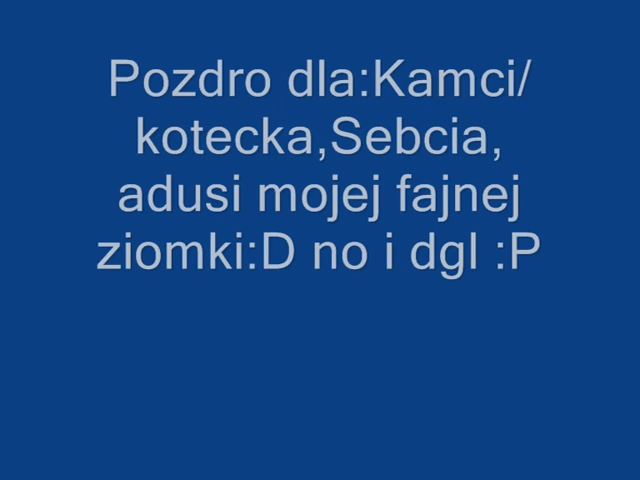 Pozdro dla:Kamci/
kotecka,Sebcia,
adusi mojej fajnej
ziomki:D no i dgl :P